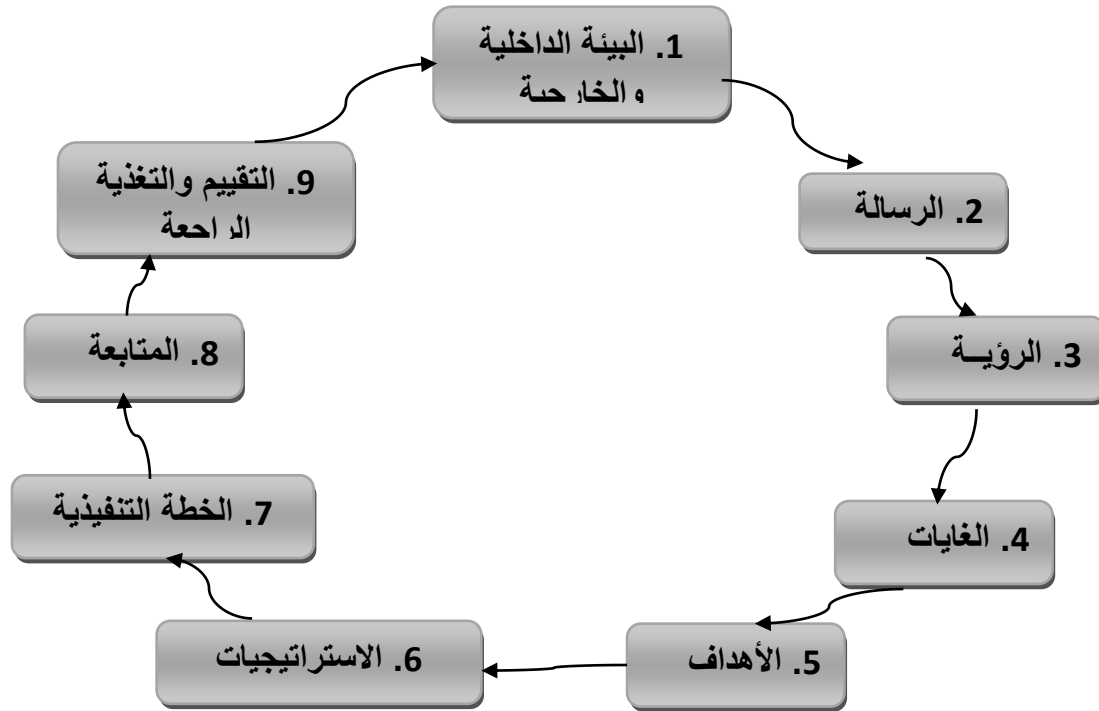 1. البيئة الداخلية
والخارجية
2. الرسالة
3. الرؤيــة
4. الغايات
5. الأهداف
6. الاستراتيجيات
7. الخطة التنفيذية
8. المتابعة
9. التقييم والتغذية
الراجعة